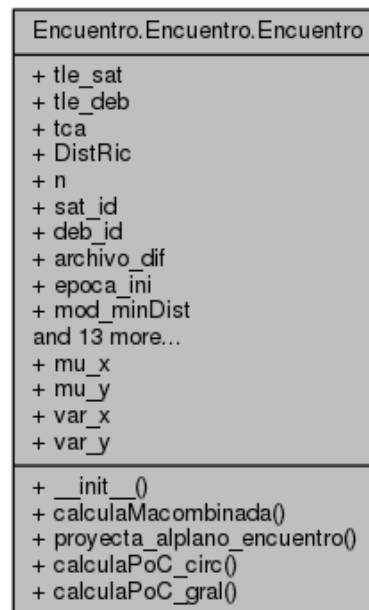 Encuentro.Encuentro.Encuentro
+ tle_sat
+ tle_deb
+ tca
+ DistRic
+ n
+ sat_id
+ deb_id
+ archivo_dif
+ epoca_ini
+ mod_minDist
and 13 more...
+ mu_x
+ mu_y
+ var_x
+ var_y
+ __init__()
+ calculaMacombinada()
+ proyecta_alplano_encuentro()
+ calculaPoC_circ()
+ calculaPoC_gral()